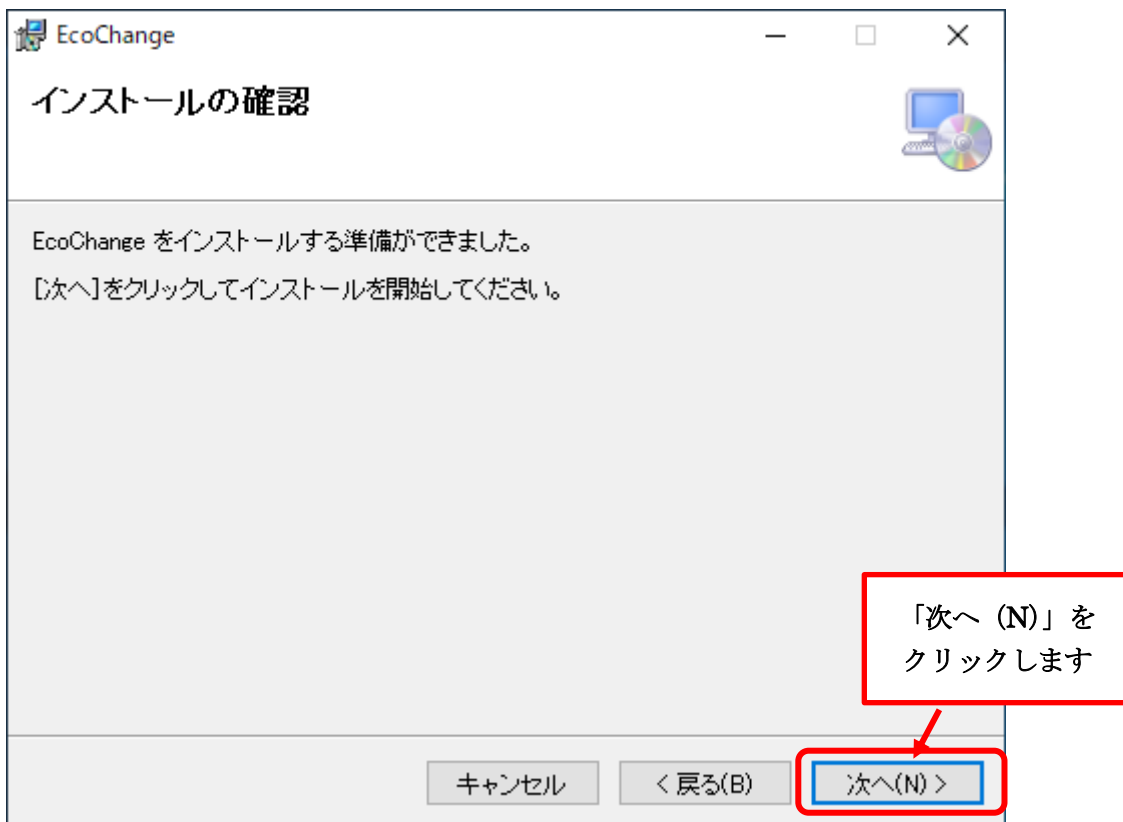 EcoChange
インストールの確認
EcoChange をインストールする準備ができました。
[次へ]をクリックしてインストールを開始してください。
「次へ（N)」を
クリックします
キャンセル
< 戻る(B)
次へ(N) >